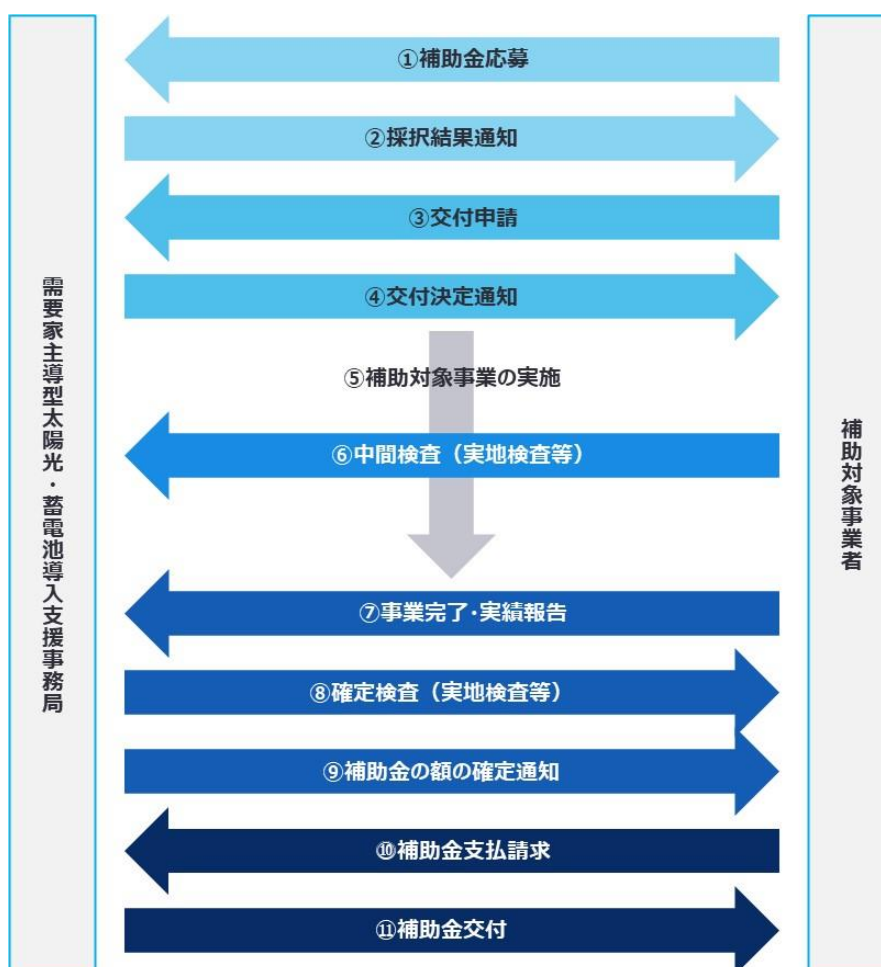 ①補助金応募
②採択結果通知
③交付申請
④交付決定通知
⑤補助対象事業の実施
⑥中間検査（実地検査等）
⑦事業完了・実績報告
⑧確定検査（実地検査等）
⑨補助金の額の確定通知
⑩補助金支払請求
⑪補助金交付
需要家主導型太陽光・蓄電池導入支援事務局
補助対象事業者